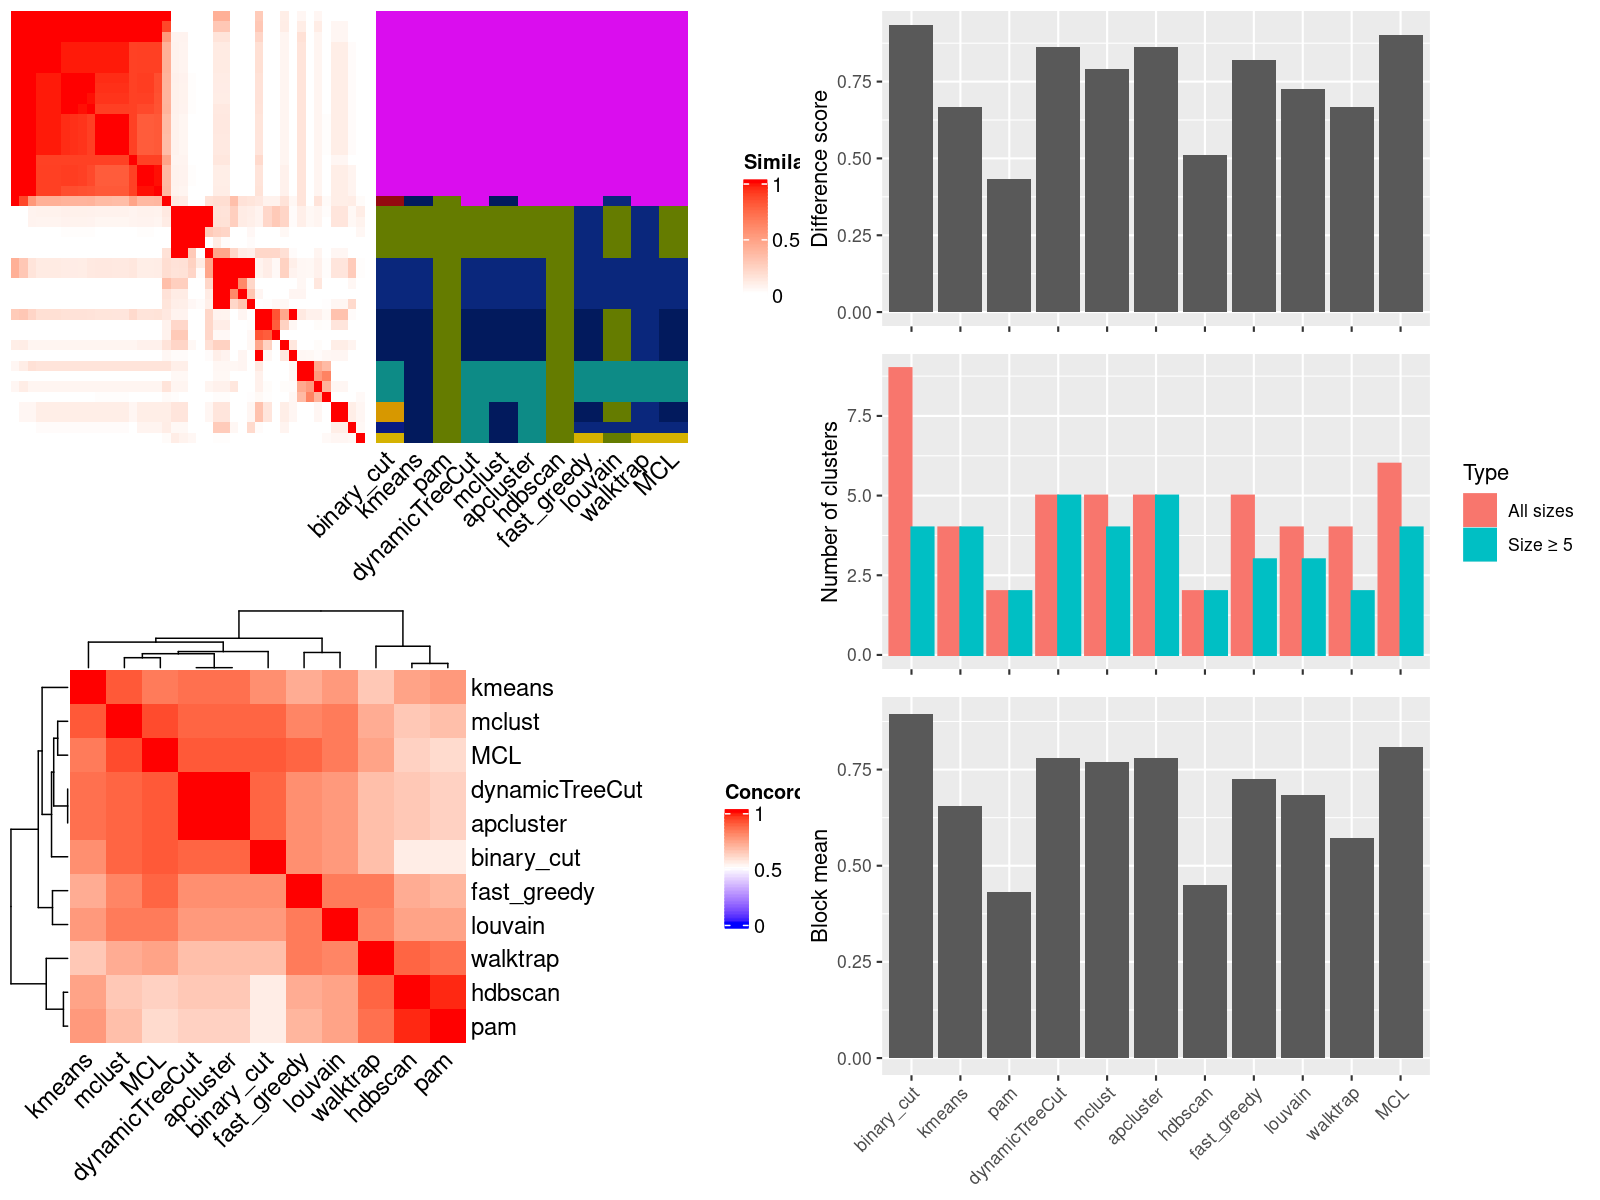 Simila
1
0.5
0
binary_cut
kmeans
pam
dynamicTreeCut
mclust
apcluster
hdbscan
fast_greedy
louvain
walktrap
MCL
kmeans
mclust
MCL
dynamicTreeCut
apcluster
binary_cut
fast_greedy
louvain
walktrap
hdbscan
pam
kmeans
mclust
MCL
dynamicTreeCut
apcluster
binary_cut
fast_greedy
louvain
walktrap
hdbscan
pam
Concord
1
0.5
0
Difference score
0.75
0.50
0.25
0.00
Number of clusters
7.5
5.0
2.5
0.0
Type
All sizes
Size ≥ 5
Block mean
0.75
0.50
0.25
0.00
binary_cut
kmeans
pam
dynamicTreeCut
mclust
apcluster
hdbscan
fast_greedy
louvain
walktrap
MCL